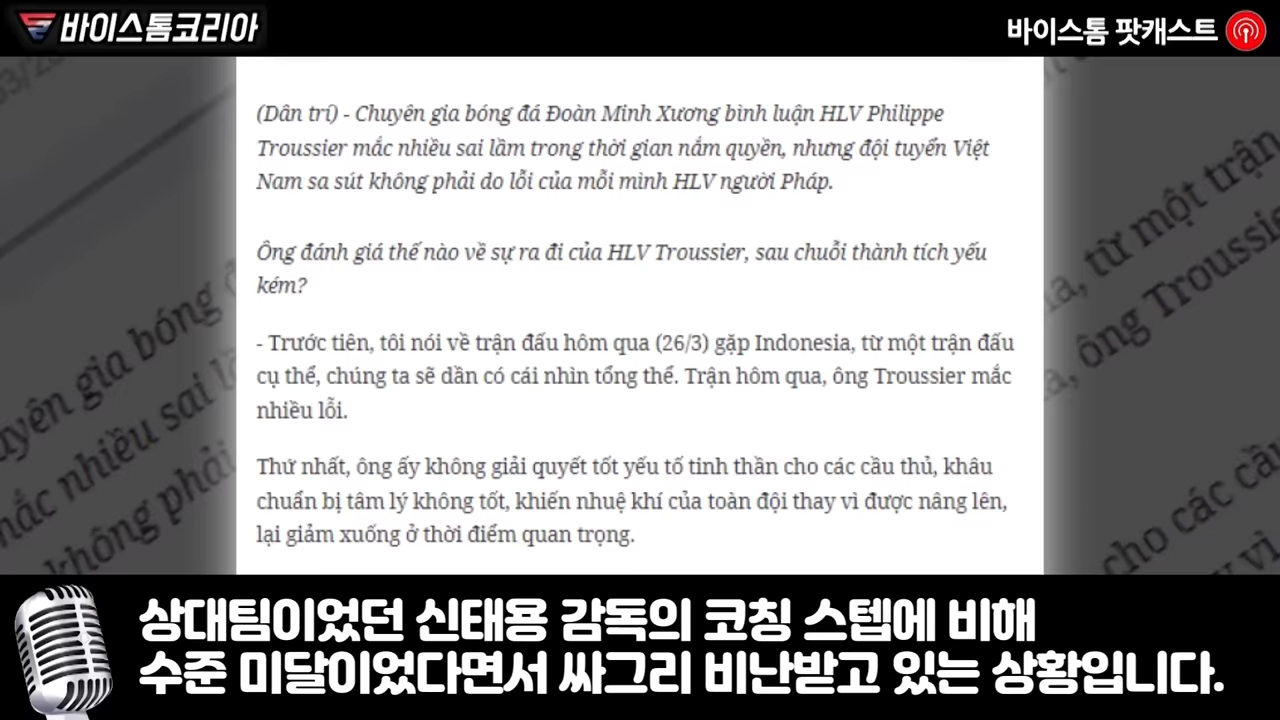 바이스톰코리아
바이스톰 팟캐스트
(Dân trí) - Chuyên gia bóng đá Đoàn Minh Xương bình luận HLV Philippe
Troussier mắc nhiều sai lầm trong thời gian nắm quyền, nhưng đội tuyển Việt
Nam sa sút không phải do lỗi của mỗi mình HLV người Pháp.
Ông đánh giá thế nào về sự ra đi của HLV Troussier, sau chuỗi thành tích yếu
kém?
- Trước tiên, tôi nói về trận đấu hôm qua (26/3) gặp Indonesia, từ một trận đấu
cụ thể, chúng ta sẽ dần có cái nhìn tổng thể. Trận hôm qua, ông Troussier mắc
nhiều lỗi.
Thứ nhất, ông ấy không giải quyết tốt yếu tố tinh thần cho các cầu thủ, khâu
chuẩn bị tâm lý không tốt, khiến nhuệ khí của toàn đội thay vì được nâng lên,
lại giảm xuống ở thời điểm quan trọng.
상대팀이었던 신태용 감독의 코칭 스텝에 비해
수준 미달이었다면서 싸그리 비난받고 있는 상황입니다.